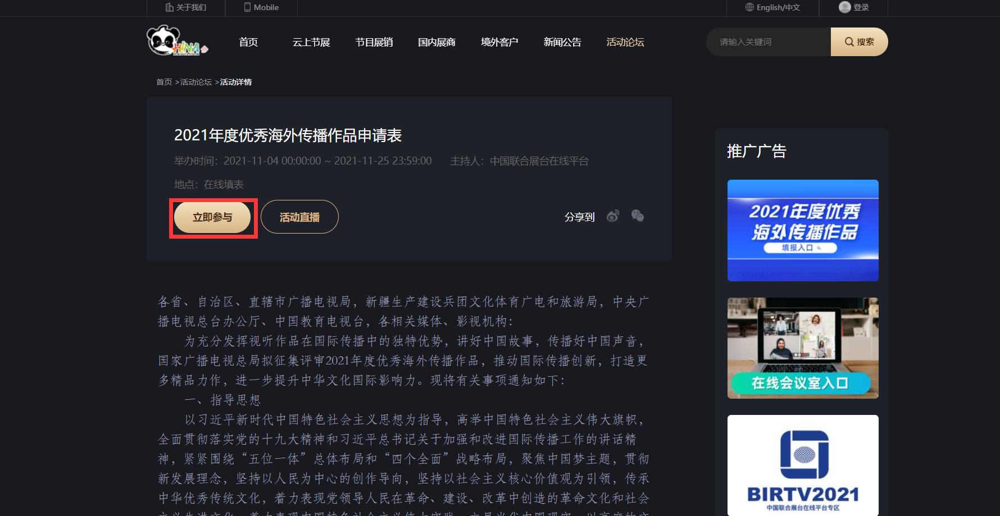 关于我们
Mobile
English/中文
登录
HINA
首页
云上节展
节目展销
国内展商
境外客户
新闻公告
活动论坛
请输入关键词
搜索
首页 >活动论坛 >活动详情
2021年度优秀海外传播作品申请表
举办时间：2021-11-04 00:00:00 ~ 2021-11-25 23:59:00 主持人：中国联合展台在线平台
地点：在线填表
立即参与
活动直播
分享到
各省、自治区、直辖市广播电视局，新疆生产建设兵团文化体育广电和旅游局，中央广
播电视总台办公厅、中国教育电视台，各相关媒体、影视机构：
为充分发挥视听作品在国际传播中的独特优势，讲好中国故事，传播好中国声音，
国家广播电视总局拟征集评审2021年度优秀海外传播作品，推动国际传播创新，打造更
多精品力作，进一步提升中华文化国际影响力。现将有关事项通知如下：
一、指导思想
以习近平新时代中国特色社会主义思想为指导，高举中国特色社会主义伟大旗帜，
全面贯彻落实党的十九大精神和习近平总书记关于加强和改进国际传播工作的讲话精
神，紧紧围绕“五位一体”总体布局和“四个全面”战略布局，聚焦中国梦主题，贯彻
新发展理念，坚持以人民为中心的创作导向，坚持以社会主义核心价值观为引领，传承
中华优秀传统文化，着力表现党领导人民在革命、建设、改革中创造的革命文化和社会
推广广告
2021年度优秀
海外传播作品
填报入口
在线会议室入口
BIRTV2021
中国联合展台在线平台专区